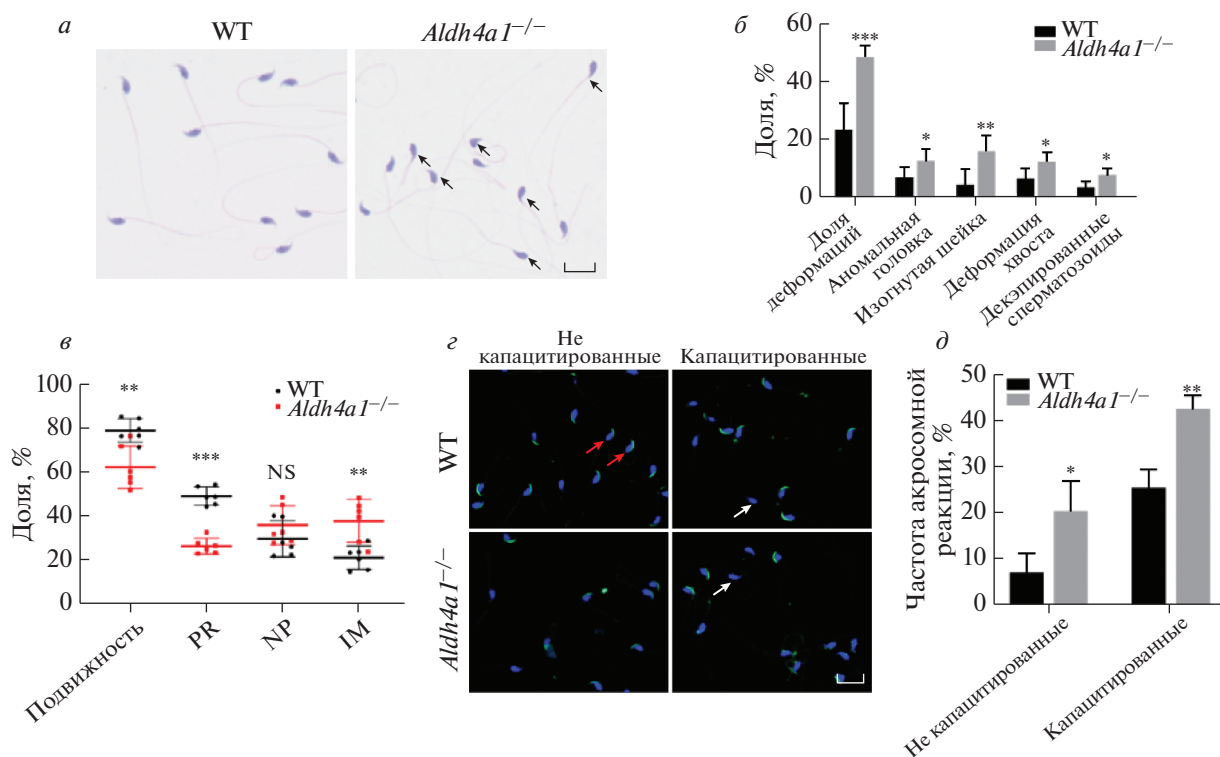 а
WT
Aldh4a1−/−
б
Доля, %
60
40
20
0
***
*
**
*
*
WT
Aldh4a1−/−
Доля
деформаций
Аномальная
головка
Изогнутая шейка
Деформация
хвоста
Декэпированные
сперматозоиды
в
Доля, %
100
80
60
40
20
0
**
***
NS
**
WT
Aldh4a1−/−
Подвижность
PR
NP
IM
г
Не
капацитированные
Капацитированные
WT
Aldh4a1−/−
д
Частота акросомной
реакции, %
50
40
30
20
10
0
WT
Aldh4a1−/−
*
**
Не капацитированные
Капацитированные